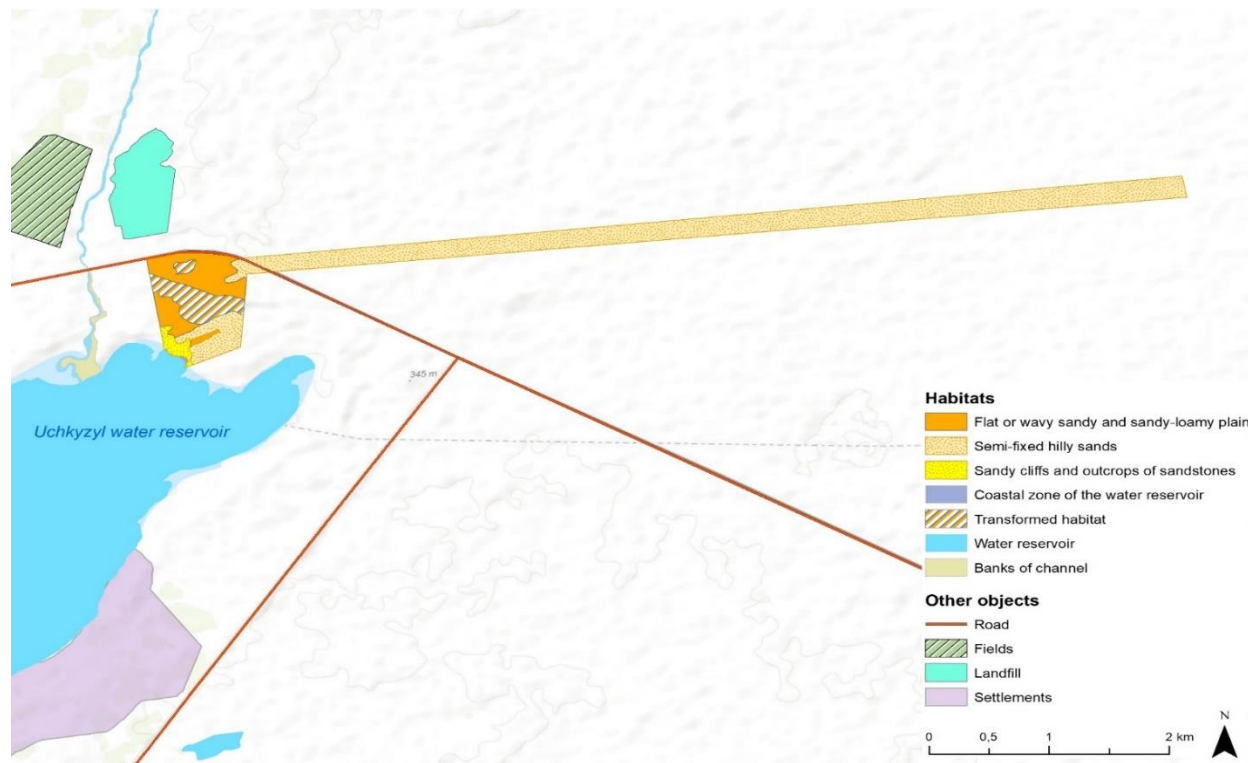 345 m
Uchkyzyl water reservoir
Habitats
Flat or wavy sandy and sandy-loamy plain
Semi-fixed hilly sands
Sandy cliffs and outcrops of sandstones
Coastal zone of the water reservoir
Transformed habitat
Water reservoir
Banks of channel
Other objects
Road
Fields
Landfill
Settlements
N
0 0,5 1 2 km